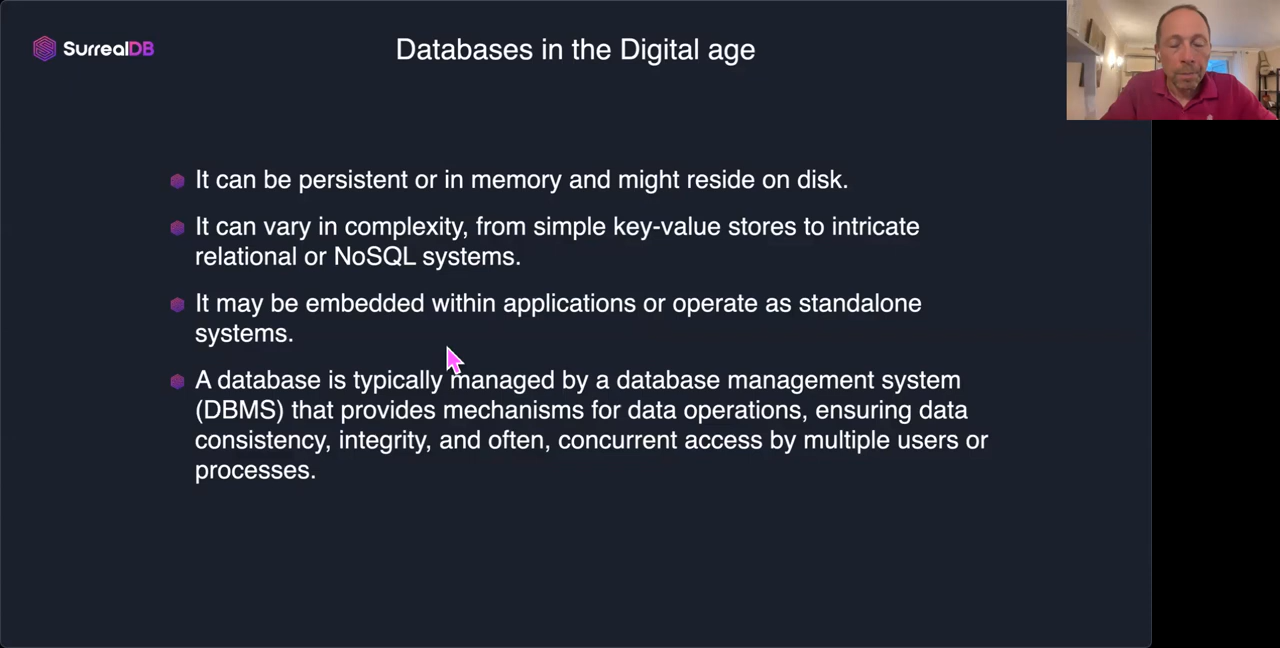 SurrealDB
Databases in the Digital age
It can be persistent or in memory and might reside on disk.
It can vary in complexity, from simple key-value stores to intricate
relational or NoSQL systems.
It may be embedded within applications or operate as standalone
systems.
A database is typically managed by a database management system
(DBMS) that provides mechanisms for data operations, ensuring data
consistency, integrity, and often, concurrent access by multiple users or
processes.